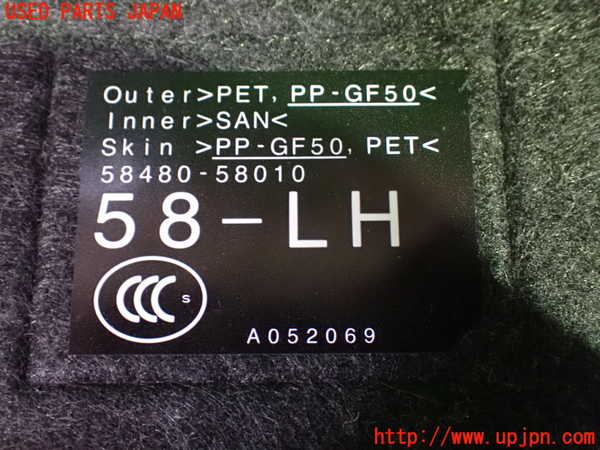 USED PARTS JAPAN
Outer>PET, PP-GF50<
Inner>SAN<
Skin >PP-GF50, PET<
58480-58010
58-LH
CCC S
A052069
http://www.upjpn.com/